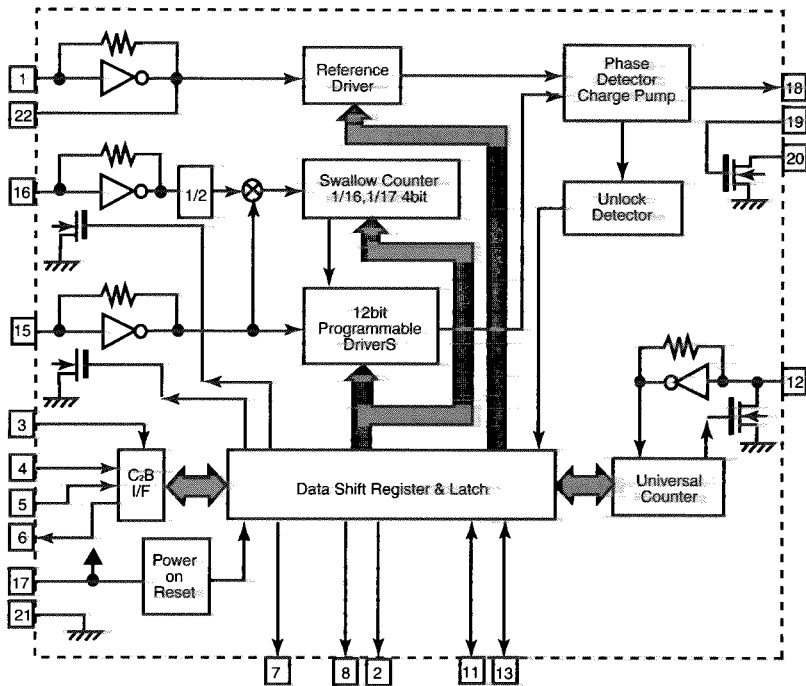 1
Reference
Driver
Phase
Detector
Charge Pump
18
22
19
20
16
1/2
Swallow Counter
1/16,1/17 4bit
Unlock
Detector
15
12bit
Programmable
DriverS
12
3
4
C2B
I/F
5
Data Shift Register & Latch
Universal
Counter
6
17
Power
on
Reset
21
7
8
2
11
13